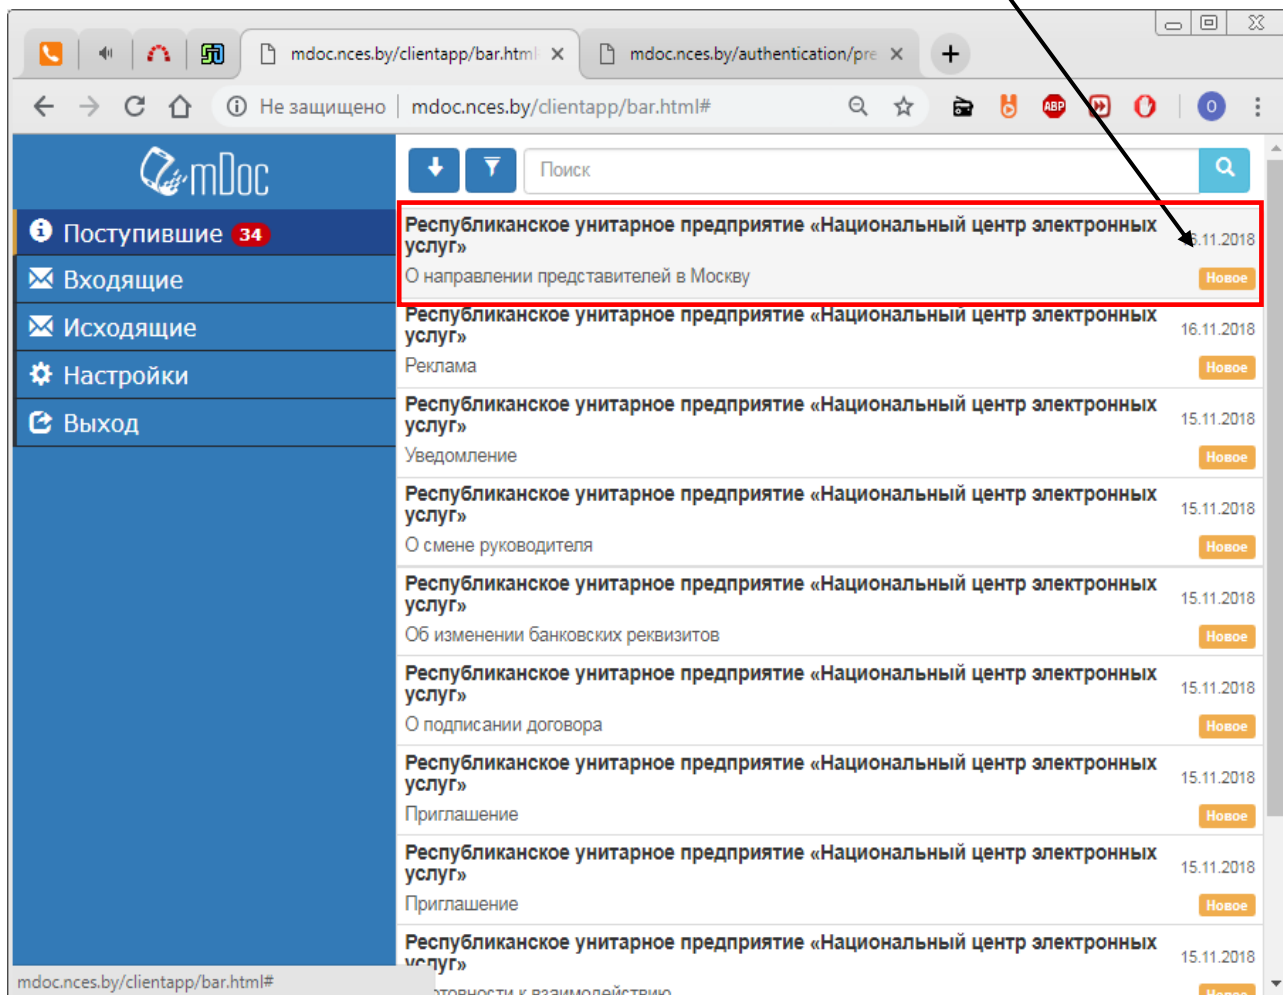 mdoc.nces.by/clientapp/bar.html
mdoc.nces.by/authentication/pre
Не защищено
mdoc.nces.by/clientapp/bar.html#
ABP
O
mDoc
Поиск
Поступившие 34
Входящие
Исходящие
Настройки
Выход
Республиканское унитарное предприятие «Национальный центр электронных
услуг»
6.11.2018
О направлении представителей в Москву
Новое
Республиканское унитарное предприятие «Национальный центр электронных
услуг»
16.11.2018
Реклама
Новое
Республиканское унитарное предприятие «Национальный центр электронных
услуг»
15.11.2018
Уведомление
Новое
Республиканское унитарное предприятие «Национальный центр электронных
услуг»
15.11.2018
О смене руководителя
Новое
Республиканское унитарное предприятие «Национальный центр электронных
услуг»
15.11.2018
Об изменении банковских реквизитов
Новое
Республиканское унитарное предприятие «Национальный центр электронных
услуг»
15.11.2018
О подписании договора
Новое
Республиканское унитарное предприятие «Национальный центр электронных
услуг»
15.11.2018
Приглашение
Новое
Республиканское унитарное предприятие «Национальный центр электронных
услуг»
15.11.2018
Приглашение
Новое
Республиканское унитарное предприятие «Национальный центр электронных
услуг»
15.11.2018
к взаимодействию
Новое
mdoc.nces.by/clientapp/bar.html#